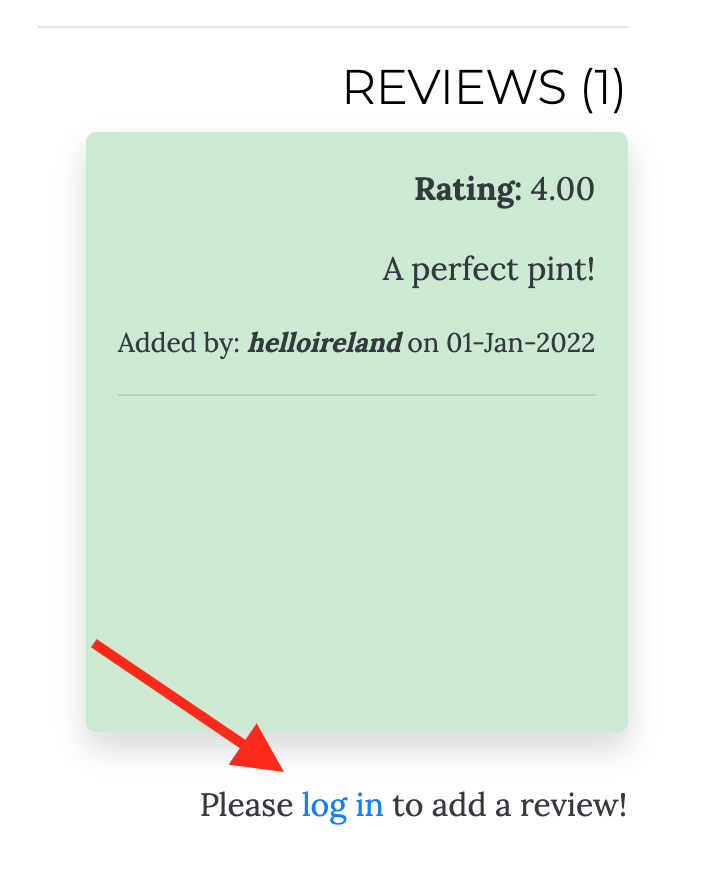 REVIEWS (1)
Rating: 4.00
A perfect pint!
Added by: helloireland on 01-Jan-2022
Please log in to add a review!